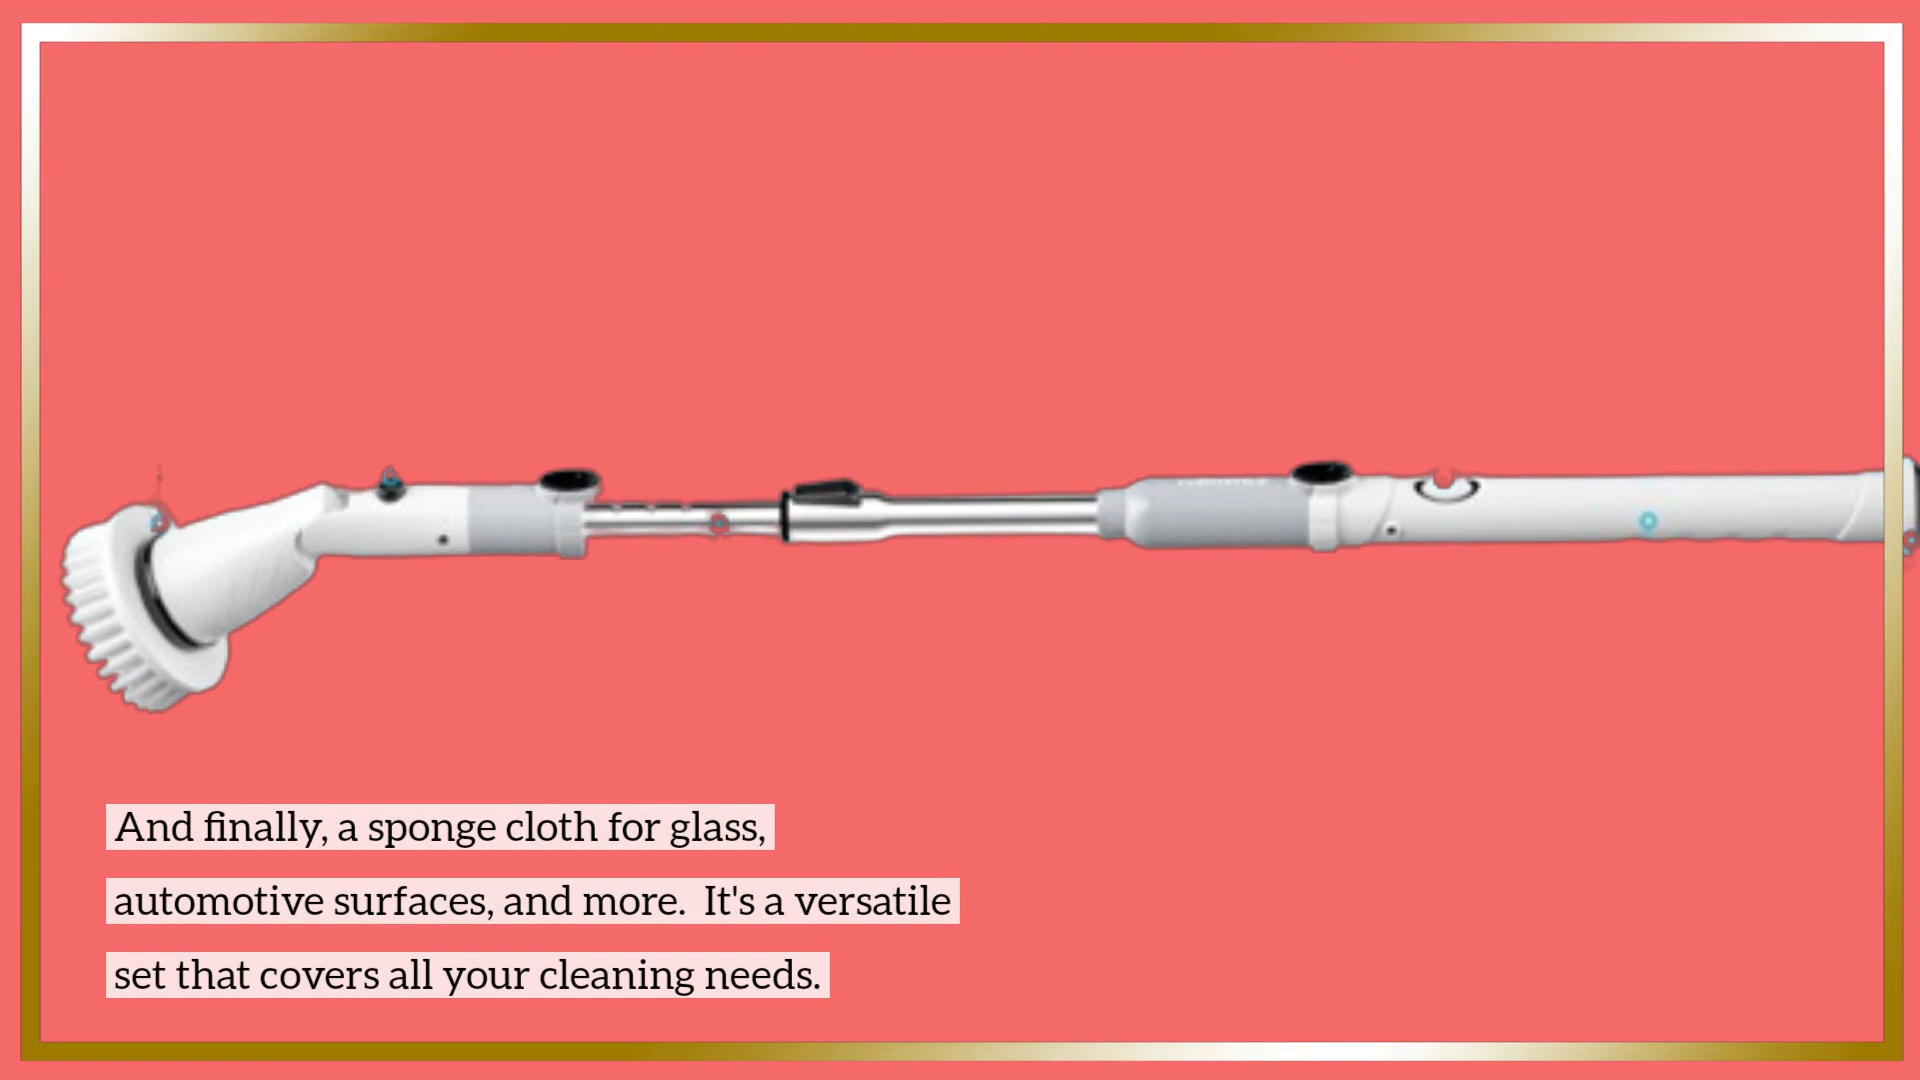 And finally, a sponge cloth for glass,
automotive surfaces, and more.  It's a versatile
set that covers all your cleaning needs.